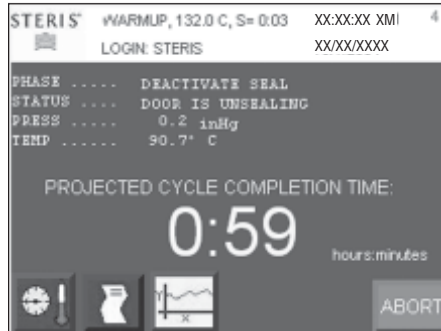 STERIS WARMUP, 132.0 C, S= 0:03 XX:XX:XX XM 4
LOGIN: STERIS XX/XX/XXXX
PHASE ..... DEACTIVATE SEAL
STATUS .... DOOR IS UNSEALING
PRESS ..... 0.2 inHg
TEMP ...... 90.7° C
PROJECTED CYCLE COMPLETION TIME:
0:59
hours:minutes
X
ABORT